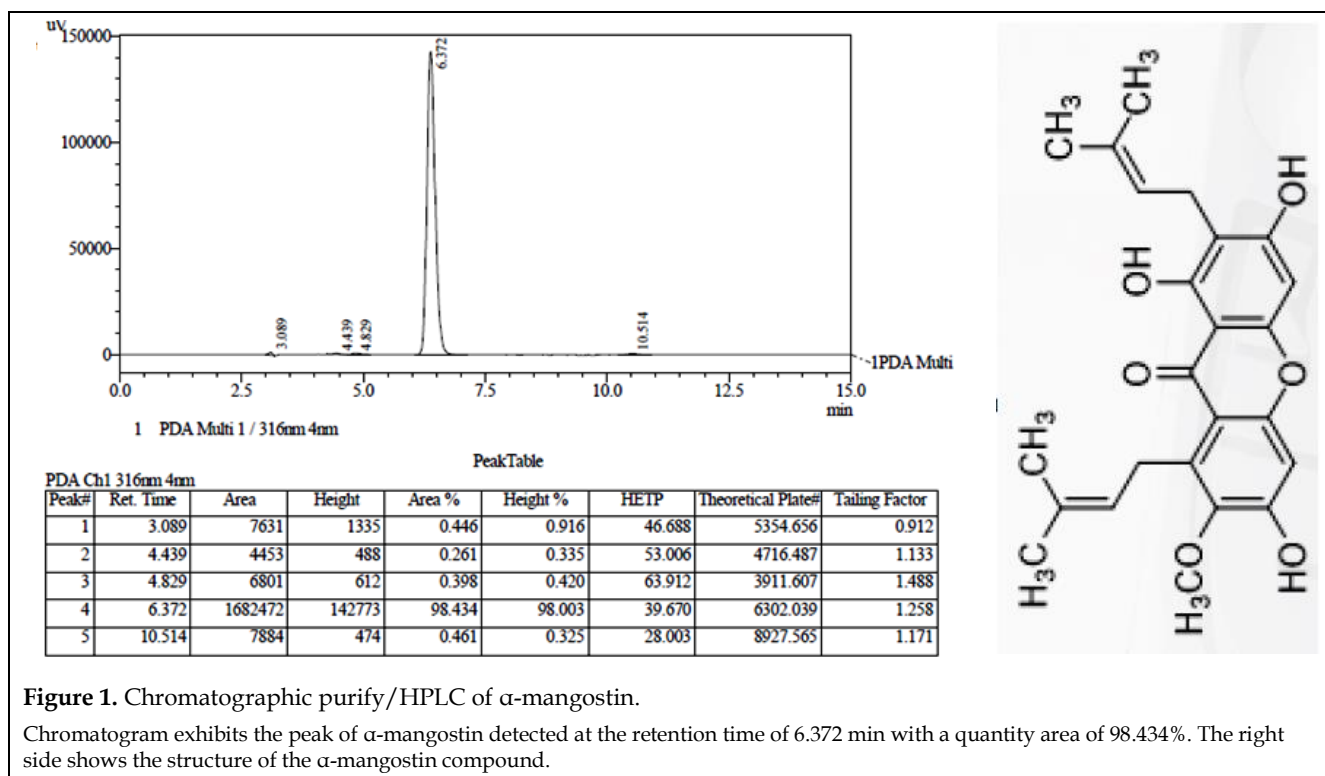 uV
150000
100000
50000
0
6.372
3.089
4.439
4.829
10.514
1PDA Multi
0.0 2.5 5.0 7.5 10.0 12.5 15.0
min
1 PDA Multi 1 / 316nm 4nm
PeakTable
PDA Ch1 316nm 4nm
Peak# Ret. Time Area Height Area % Height % HETP Theoretical Plate# Tailing Factor
1 3.089 7631 1335 0.446 0.916 46.688 5354.656 0.912
2 4.439 4453 488 0.261 0.335 53.006 4716.487 1.133
3 4.829 6801 612 0.398 0.420 63.912 3911.607 1.488
4 6.372 1682472 142773 98.434 98.003 39.670 6302.039 1.258
5 10.514 7884 474 0.461 0.325 28.003 8927.565 1.171
CH3
CH3
OH
OH
O
O
CH3
H3C
H3CO
HO
Figure 1. Chromatographic purify/HPLC of α-mangostin.
Chromatogram exhibits the peak of α-mangostin detected at the retention time of 6.372 min with a quantity area of 98.434%. The right
side shows the structure of the α-mangostin compound.